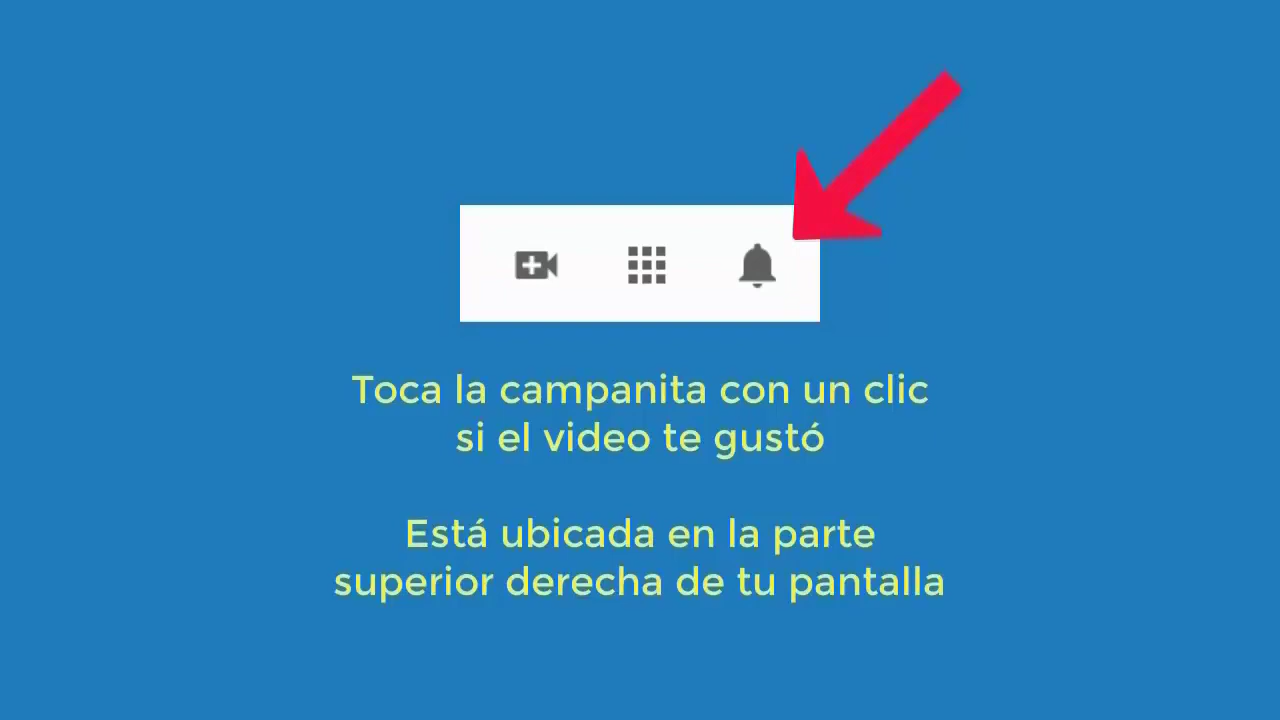 Toca la campanita con un clic
si el video te gustó
Está ubicada en la parte
superior derecha de tu pantalla